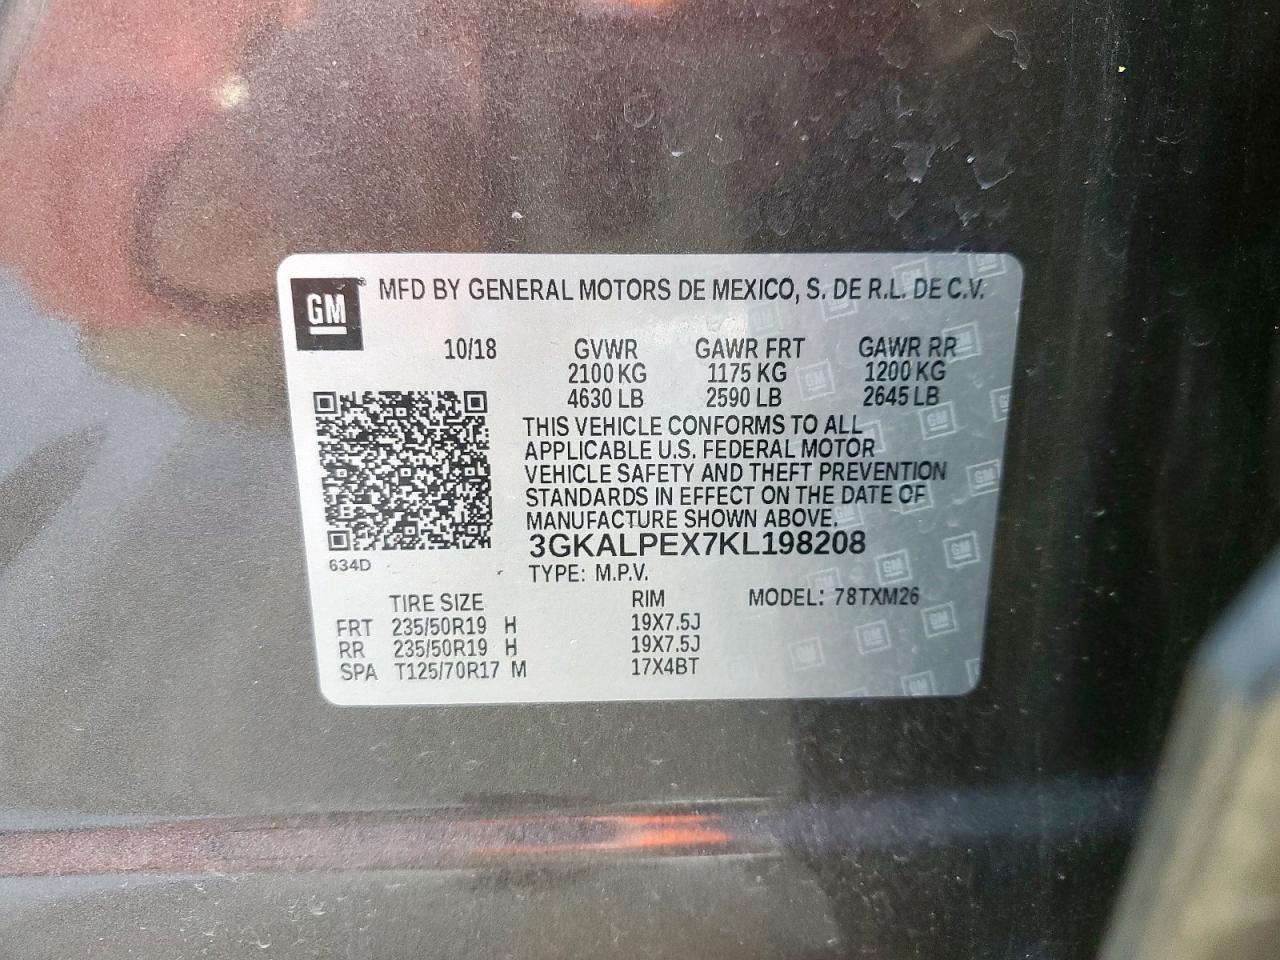 GM
MFD BY GENERAL MOTORS DE MEXICO, S. DE R.L. DE C.V.
10/18 GVWR GAWR FRT GAWR RR
2100 KG 1175 KG 1200 KG
4630 LB 2590 LB 2645 LB
THIS VEHICLE CONFORMS TO ALL
APPLICABLE U.S. FEDERAL MOTOR
VEHICLE SAFETY AND THEFT PREVENTION
STANDARDS IN EFFECT ON THE DATE OF
MANUFACTURE SHOWN ABOVE.
3GKALPEX7KL198208
634D
TYPE: M.P.V.
TIRE SIZE RIM MODEL: 78TXM26
FRT 235/50R19 H 19X7.5J
RR 235/50R19 H 19X7.5J
SPA T125/70R17 M 17X4BT